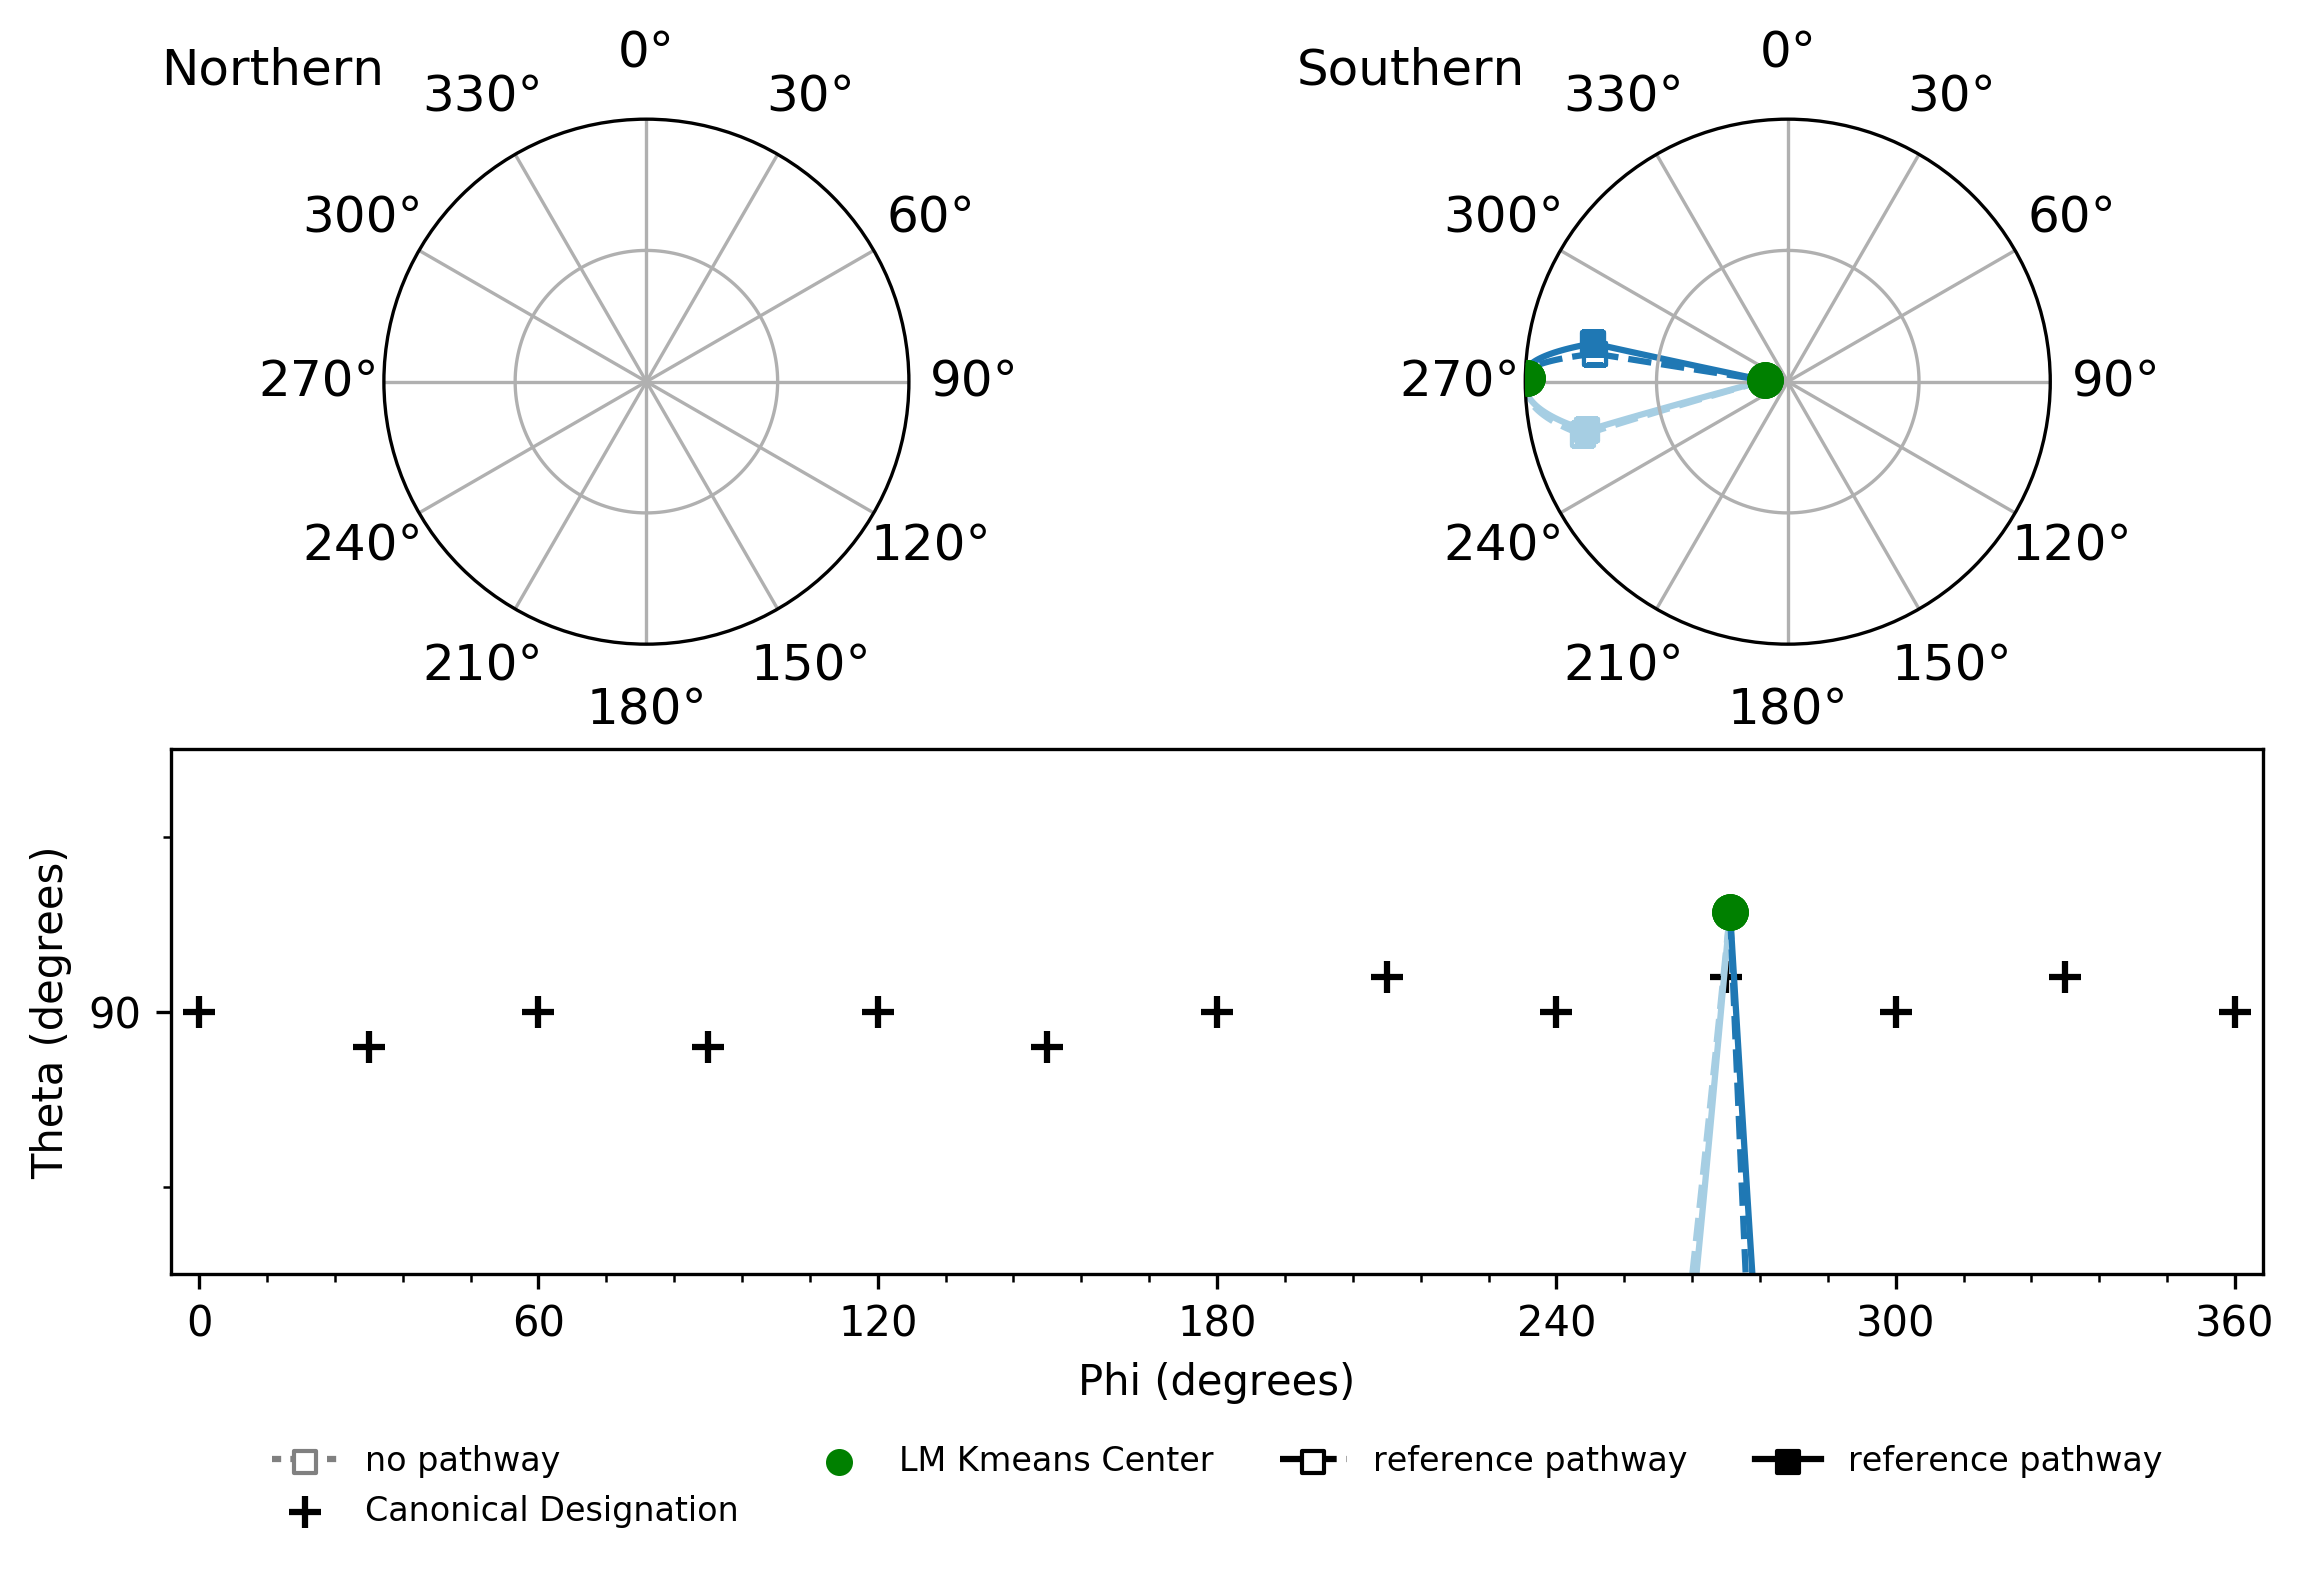 Northern
0°
330°
30°
300°
60°
270°
90°
240°
120°
210°
150°
180°
Southern
0°
330°
30°
300°
60°
270°
90°
240°
120°
210°
150°
180°
Theta (degrees)
90
0 60 120 180 240 300 360
Phi (degrees)
no pathway
Canonical Designation
LM Kmeans Center
reference pathway
reference pathway